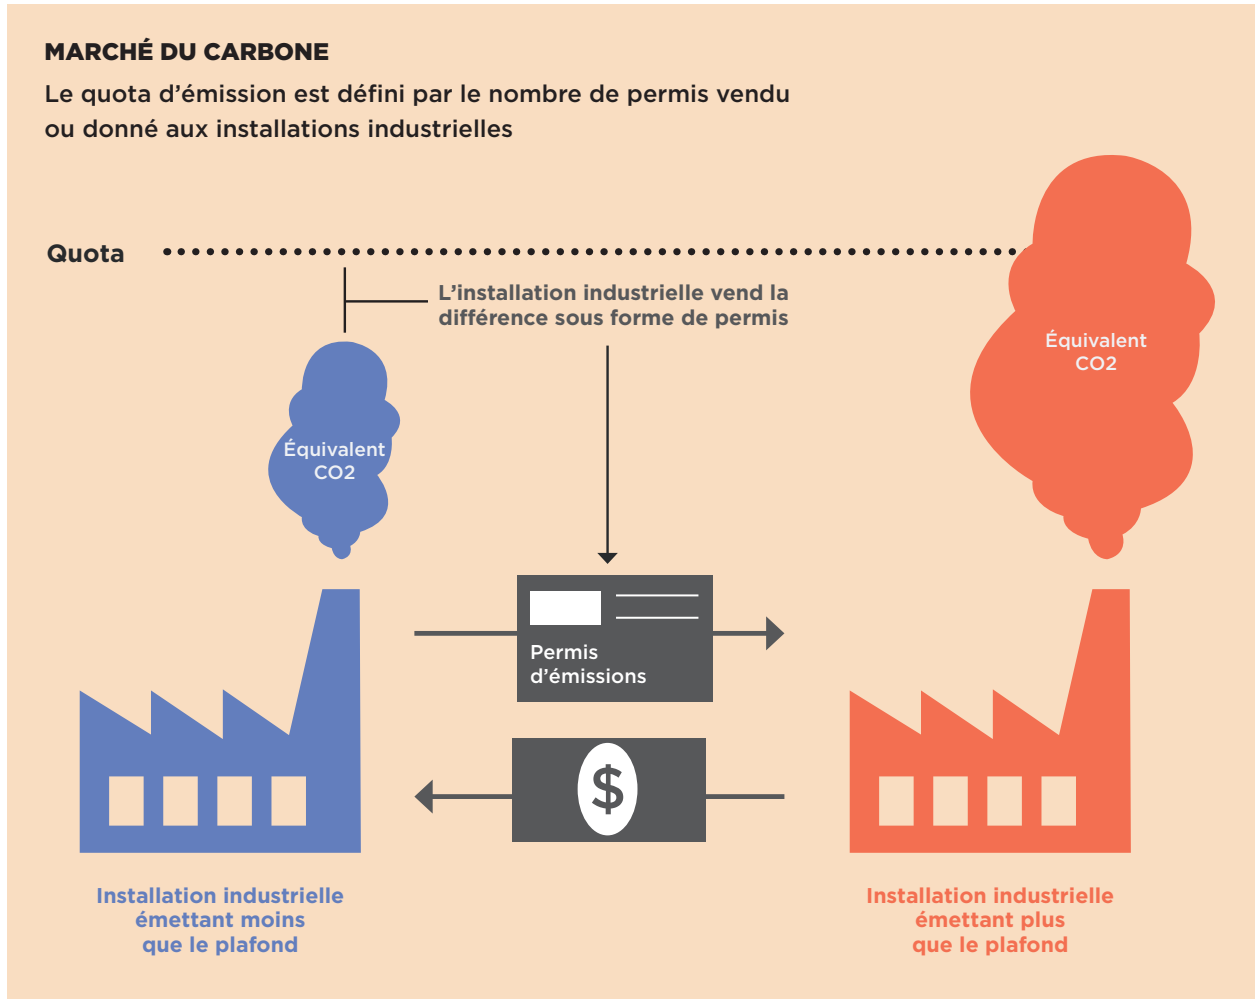 MARCHÉ DU CARBONE
Le quota d’émission est défini par le nombre de permis vendu
ou donné aux installations industrielles
Quota
L’installation industrielle vend la
différence sous forme de permis
Équivalent
CO2
Équivalent
CO2
Permis
d’émissions
$
Installation industrielle
émettant moins
que le plafond
Installation industrielle
émettant plus
que le plafond